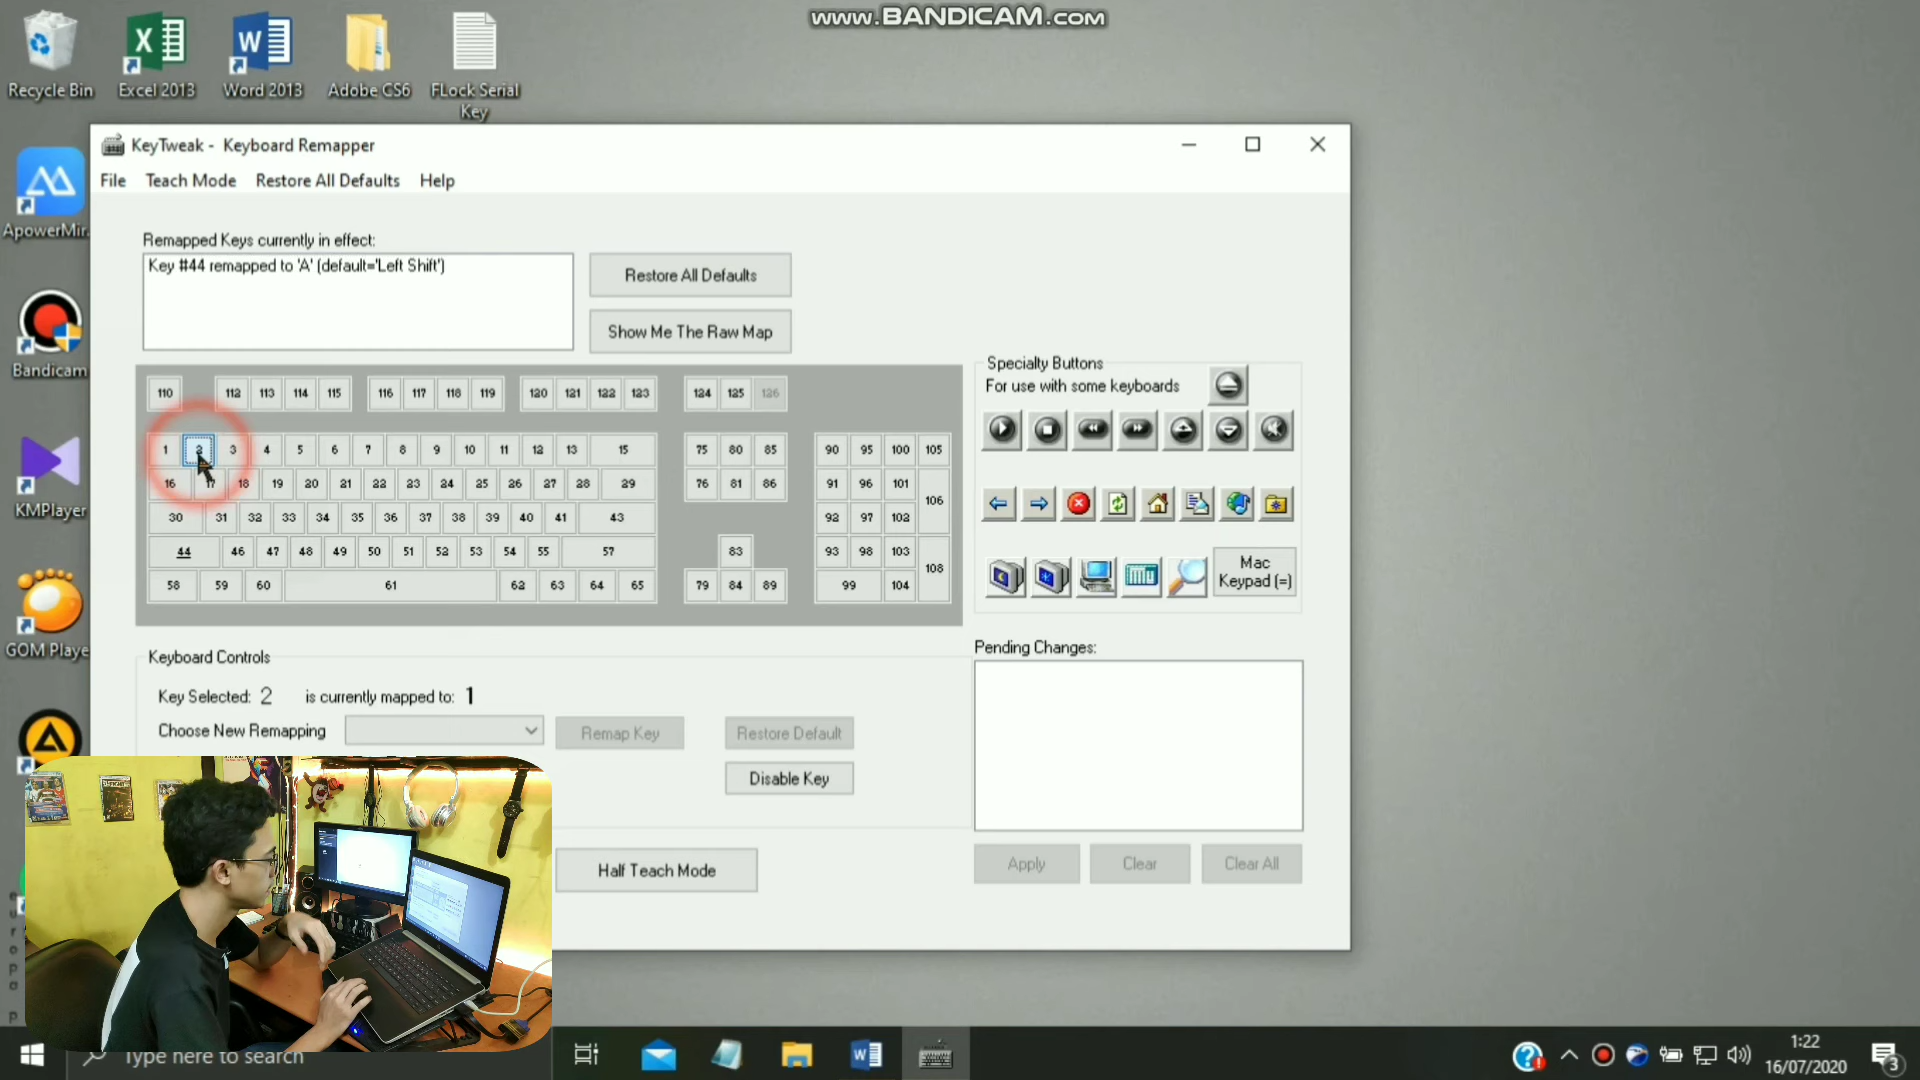 www.BANDICAM.com
Recycle Bin
Excel 2013
Word 2013
Adobe CS6
FLock Serial
Key
ApowerMir.
Bandicam
KMPlayer
GOM Playe
KeyTweak - Keyboard Remapper
File Teach Mode Restore All Defaults Help
Remapped Keys currently in effect:
Key #44 remapped to 'A' (default='Left Shift')
Restore All Defaults
Show Me The Raw Map
110 112 113 114 115 116 117 118 119 120 121 122 123 124 125 126
1 2 3 4 5 6 7 8 9 10 11 12 13 15 75 80 85 90 95 100 105
16 17 18 19 20 21 22 23 24 25 26 27 28 29 76 81 86 91 96 101
106
30 31 32 33 34 35 36 37 38 39 40 41 43 92 97 102
44 46 47 48 49 50 51 52 53 54 55 57 83 93 98 103
108
58 59 60 61 62 63 64 65 79 84 89 99 104
Specialty Buttons
For use with some keyboards
Mac
Keypad (=)
Keyboard Controls
Key Selected: 2 is currently mapped to: 1
Choose New Remapping
Remap Key
Restore Default
Disable Key
Half Teach Mode
Pending Changes:
Apply
Clear
Clear All
Type here to search
1:22
16/07/2020
3